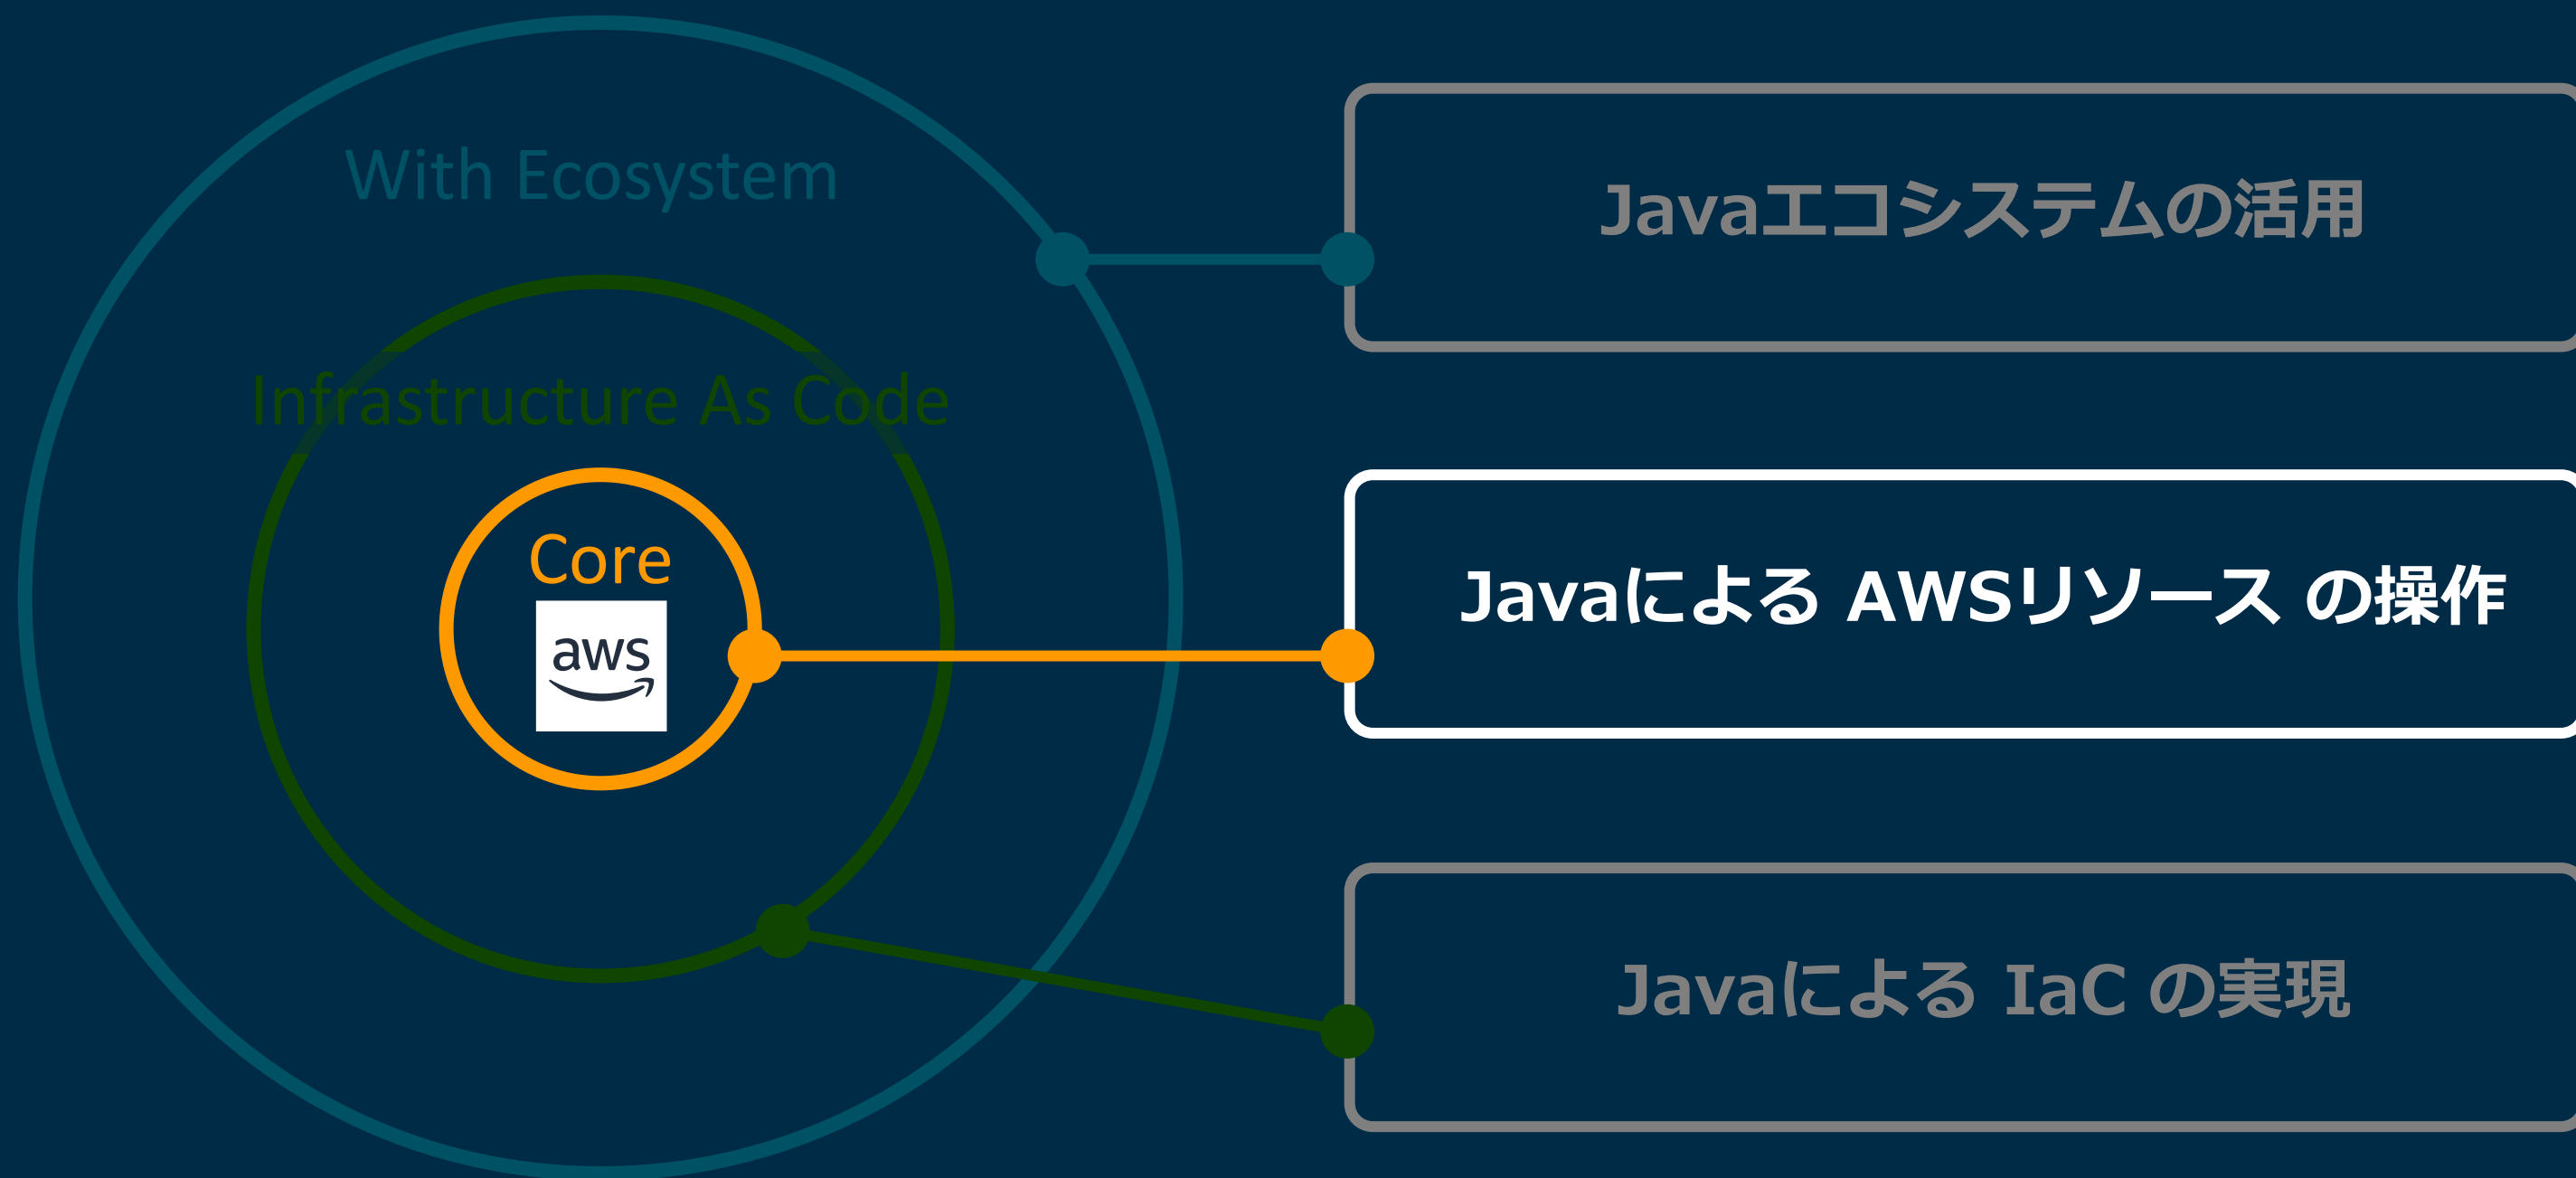 With Ecosystem
Infrastructure As Code
Core
aws
Javaエコシステムの活用
Javaによる AWSリソース の操作
Javaによる IaC の実現